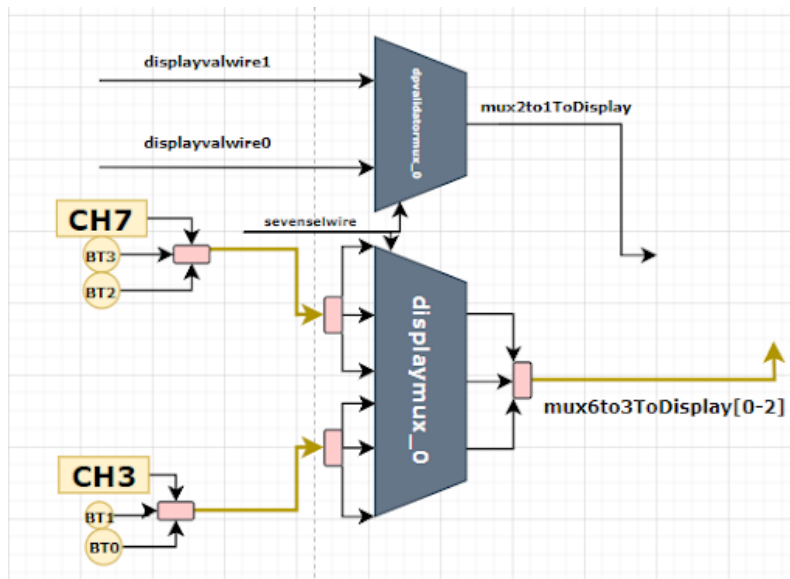 displayvalwire1
dpvalidatormux_0
mux2to1ToDisplay
displayvalwire0
sevenselwire
CH7
BT3
BT2
displaymux_0
mux6to3ToDisplay[0-2]
CH3
BT1
BT0